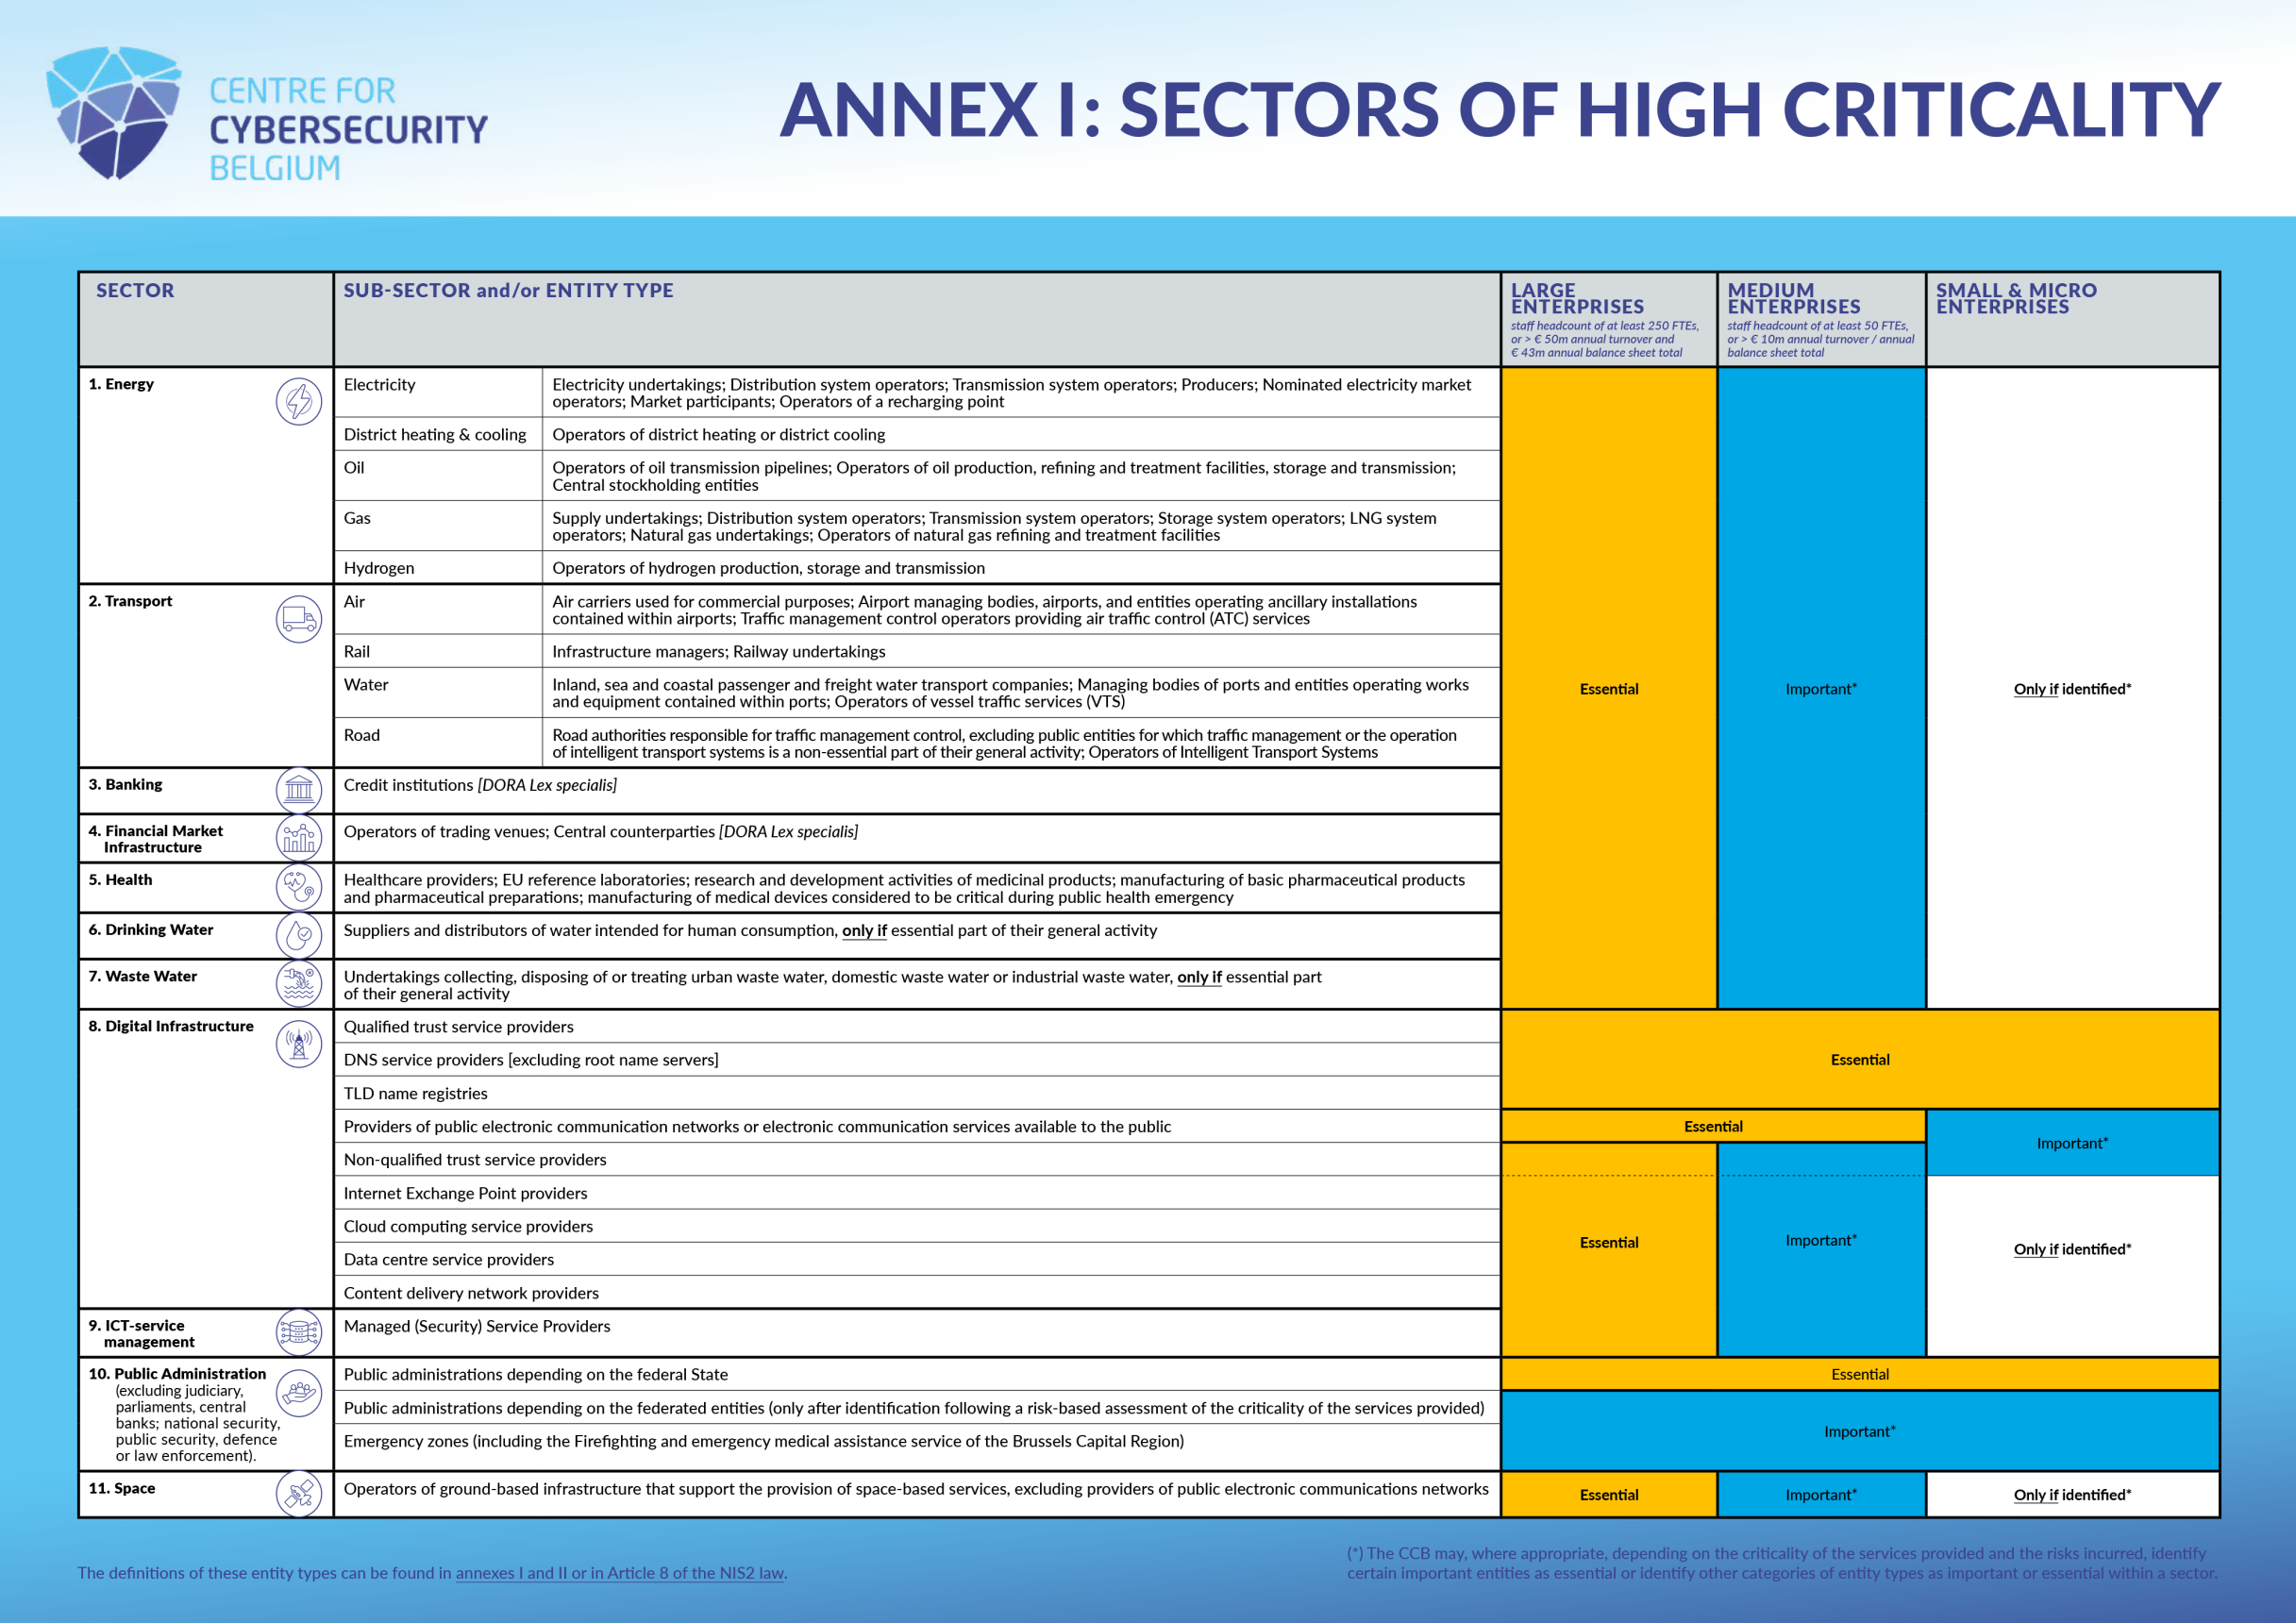 CENTRE FOR
CYBERSECURITY
BELGIUM
ANNEX I: SECTORS OF HIGH CRITICALITY
SECTOR
SUB-SECTOR and/or ENTITY TYPE
LARGE
ENTERPRISES
staff headcount of at least 250 FTEs,
or > € 50m annual turnover and
€ 43m annual balance sheet total
MEDIUM
ENTERPRISES
staff headcount of at least 50 FTEs,
or > € 10m annual turnover / annual
balance sheet total
SMALL & MICRO
ENTERPRISES
1. Energy
Electricity
Electricity undertakings; Distribution system operators; Transmission system operators; Producers; Nominated electricity market
operators; Market participants; Operators of a recharging point
District heating & cooling
Operators of district heating or district cooling
Oil
Operators of oil transmission pipelines; Operators of oil production, refining and treatment facilities, storage and transmission;
Central stockholding entities
Gas
Supply undertakings; Distribution system operators; Transmission system operators; Storage system operators; LNG system
operators; Natural gas undertakings; Operators of natural gas refining and treatment facilities
Hydrogen
Operators of hydrogen production, storage and transmission
2. Transport
Air
Air carriers used for commercial purposes; Airport managing bodies, airports, and entities operating ancillary installations
contained within airports; Traffic management control operators providing air traffic control (ATC) services
Rail
Infrastructure managers; Railway undertakings
Water
Inland, sea and coastal passenger and freight water transport companies; Managing bodies of ports and entities operating works
and equipment contained within ports; Operators of vessel traffic services (VTS)
Road
Road authorities responsible for traffic management control, excluding public entities for which traffic management or the operation
of intelligent transport systems is a non-essential part of their general activity; Operators of Intelligent Transport Systems
Essential
Important*
Only if identified*
3. Banking
Credit institutions [DORA Lex specialis]
4. Financial Market
Infrastructure
Operators of trading venues; Central counterparties [DORA Lex specialis]
5. Health
Healthcare providers; EU reference laboratories; research and development activities of medicinal products; manufacturing of basic pharmaceutical products
and pharmaceutical preparations; manufacturing of medical devices considered to be critical during public health emergency
6. Drinking Water
Suppliers and distributors of water intended for human consumption, only if essential part of their general activity
7. Waste Water
Undertakings collecting, disposing of or treating urban waste water, domestic waste water or industrial waste water, only if essential part
of their general activity
8. Digital Infrastructure
Qualified trust service providers
DNS service providers [excluding root name servers]
TLD name registries
Essential
Providers of public electronic communication networks or electronic communication services available to the public
Essential
Important*
Non-qualified trust service providers
Internet Exchange Point providers
Cloud computing service providers
Data centre service providers
Content delivery network providers
Essential
Important*
Only if identified*
9. ICT-service
management
Managed (Security) Service Providers
10. Public Administration
(excluding judiciary,
parliaments, central
banks; national security,
public security, defence
or law enforcement).
Public administrations depending on the federal State
Essential
Public administrations depending on the federated entities (only after identification following a risk-based assessment of the criticality of the services provided)
Emergency zones (including the Firefighting and emergency medical assistance service of the Brussels Capital Region)
Important*
11. Space
Operators of ground-based infrastructure that support the provision of space-based services, excluding providers of public electronic communications networks
Essential
Important*
Only if identified*
The definitions of these entity types can be found in annexes I and II or in Article 8 of the NIS2 law.
(*) The CCB may, where appropriate, depending on the criticality of the services provided and the risks incurred, identify
certain important entities as essential or identify other categories of entity types as important or essential within a sector.